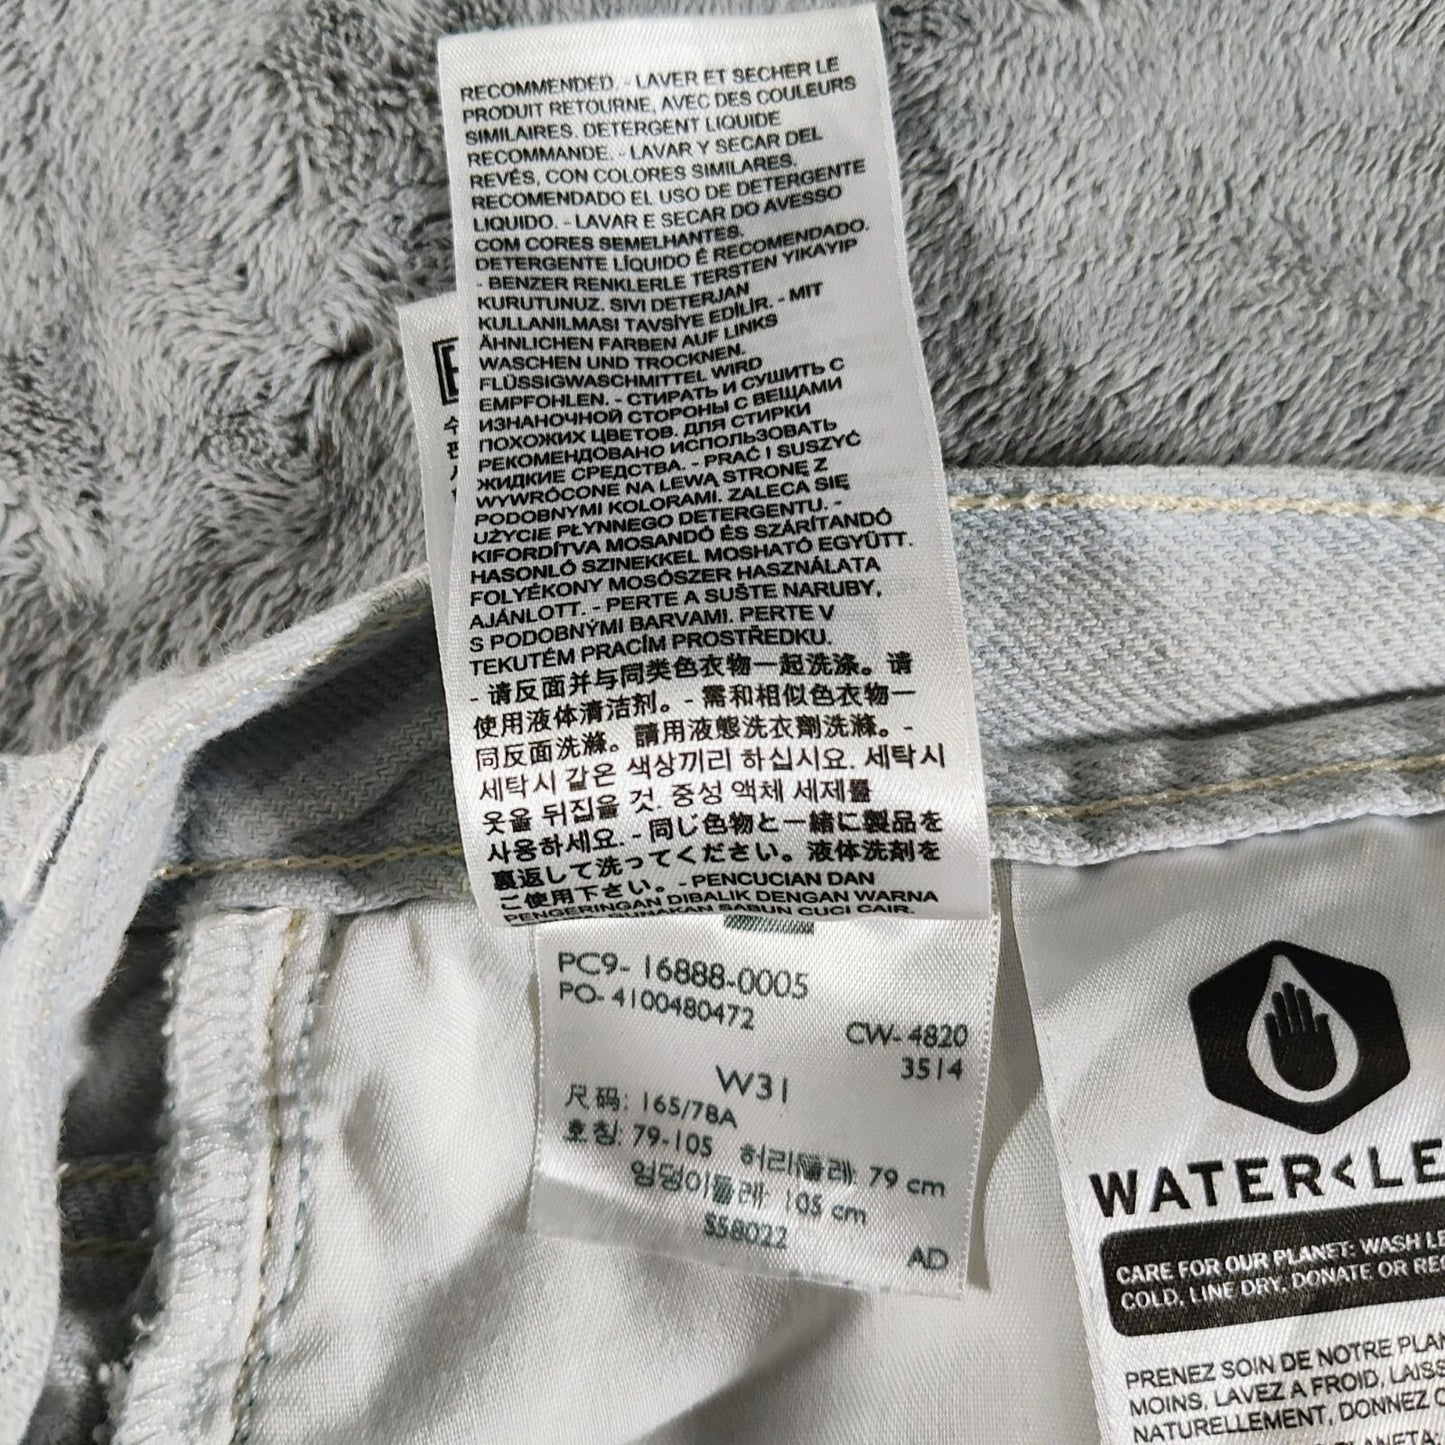 RECOMMENDED. - LAVER ET SECHER LE
PRODUIT RETOURNE, AVEC DES COULEURS
SIMILAIRES. DETERGENT LIQUIDE
RECOMMANDE. - LAVAR Y SECAR DEL
REVÉS, CON COLORES SIMILARES.
RECOMENDADO EL USO DE DETERGENTE
LIQUIDO. - LAVAR E SECAR DO AVESSO
COM CORES SEMELHANTES.
DETERGENTE LÍQUIDO É RECOMENDADO.
- BENZER RENKLERLE TERSTEN YIKAYIP
KURUTUNUZ. SIVI DETERJAN
KULLANILMASI TAVSİYE EDİLİR. - MIT
ÄHNLICHEN FARBEN AUF LINKS
WASCHEN UND TROCKNEN.
FLÜSSIGWASCHMITTEL WIRD
EMPFOHLEN. - СТИРАТЬ И СУШИТЬ С
ИЗНАНОЧНОЙ СТОРОНЫ С ВЕЩАМИ
ПОХОЖИХ ЦВЕТОВ. ДЛЯ СТИРКИ
РЕКОМЕНДОВАНО ИСПОЛЬЗОВАТЬ
ЖИДКИЕ СРЕДСТВА. - PRAĆ I SUSZYĆ
WYWRÓCONE NA LEWĄ STRONĘ Z
PODOBNYMI KOLORAMI. ZALECA SIĘ
UŻYCIE PŁYNNEGO DETERGENTU. -
KIFORDÍTVA MOSANDÓ ÉS SZÁRÍTANDÓ
HASONLÓ SZINEKKEL MOSHATÓ EGYÜTT.
FOLYÉKONY MOSÓSZER HASZNÁLATA
AJÁNLOTT. - PERTE A SUŠTE NARUBY,
S PODOBNÝMI BARVAMI. PERTE V
TEKUTÉM PRACÍM PROSTŘEDKU.
- 请反面并与同类色衣物一起洗涤。请
使用液体清洁剂。- 需和相似色衣物一
同反面洗滌。請用液態洗衣劑洗滌。-
세탁시 같은 색상끼리 하십시요. 세탁시
옷을 뒤집을 것. 중성 액체 세제를
사용하세요. - 同じ色物と一緒に製品を
裏返して洗ってください。液体洗剤を
ご使用下さい。- PENCUCIAN DAN
PENGERINGAN DIBALIK DENGAN WARNA
GUNAKAN SABUN CUCI CAIR.
PC9- 16888-0005
PO- 4100480472
CW- 4820
3514
W31
尺码: 165/78A
호칭: 79-105 허리둘레: 79 cm
엉덩이둘레: 105 cm
558022
AD
WATER<LE
CARE FOR OUR PLANET: WASH LE
COLD, LINE DRY, DONATE OR REC
PRENEZ SOIN DE NOTRE PLAN
MOINS, LAVEZ A FROID, LAISS
NATURELLEMENT, DONNEZ O
PLANETA: